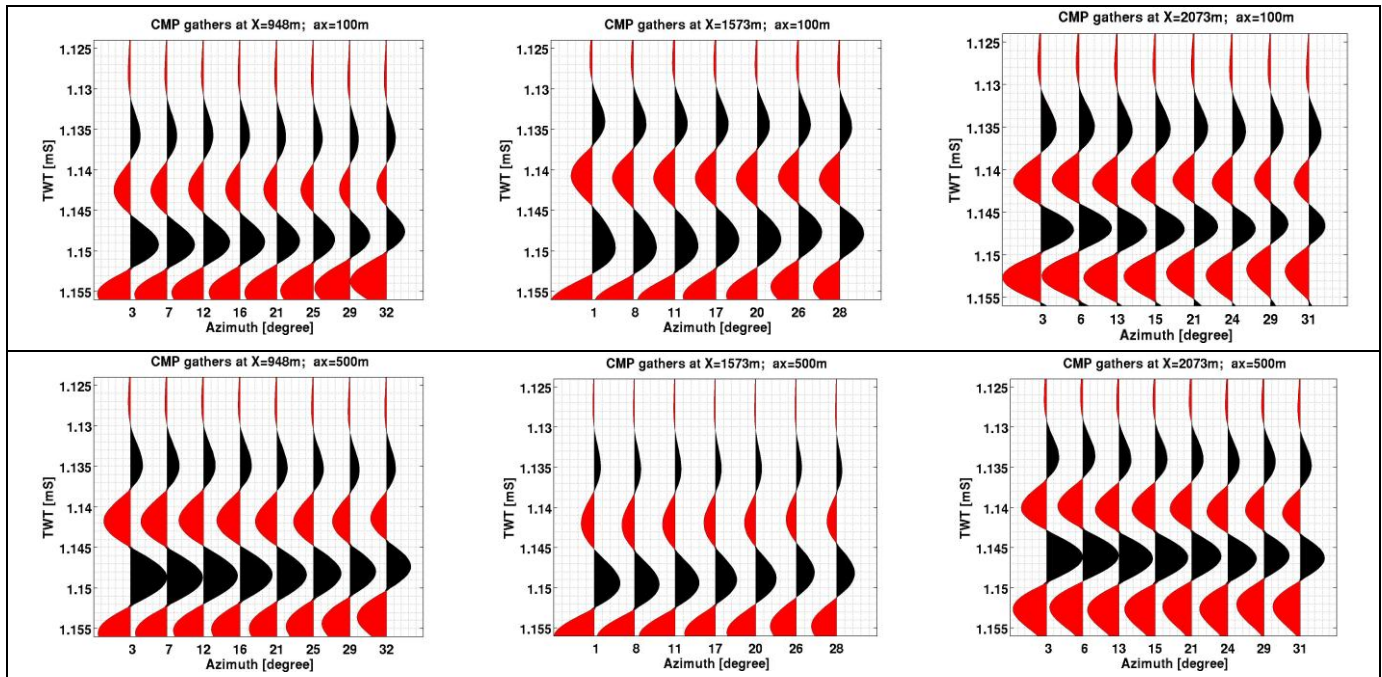 CMP gathers at X=948m; ax=100m
1.125
1.13
1.135
1.14
1.145
1.15
1.155
TWT [mS]
3 7 12 16 21 25 29 32
Azimuth [degree]
CMP gathers at X=1573m; ax=100m
1.125
1.13
1.135
1.14
1.145
1.15
1.155
TWT [mS]
1 8 11 17 20 26 28
Azimuth [degree]
CMP gathers at X=2073m; ax=100m
1.125
1.13
1.135
1.14
1.145
1.15
1.155
TWT [mS]
3 6 13 15 21 24 29 31
Azimuth [degree]
CMP gathers at X=948m; ax=500m
1.125
1.13
1.135
1.14
1.145
1.15
1.155
TWT [mS]
3 7 12 16 21 25 29 32
Azimuth [degree]
CMP gathers at X=1573m; ax=500m
1.125
1.13
1.135
1.14
1.145
1.15
1.155
TWT [mS]
1 8 11 17 20 26 28
Azimuth [degree]
CMP gathers at X=2073m; ax=500m
1.125
1.13
1.135
1.14
1.145
1.15
1.155
TWT [mS]
3 6 13 15 21 24 29 31
Azimuth [degree]